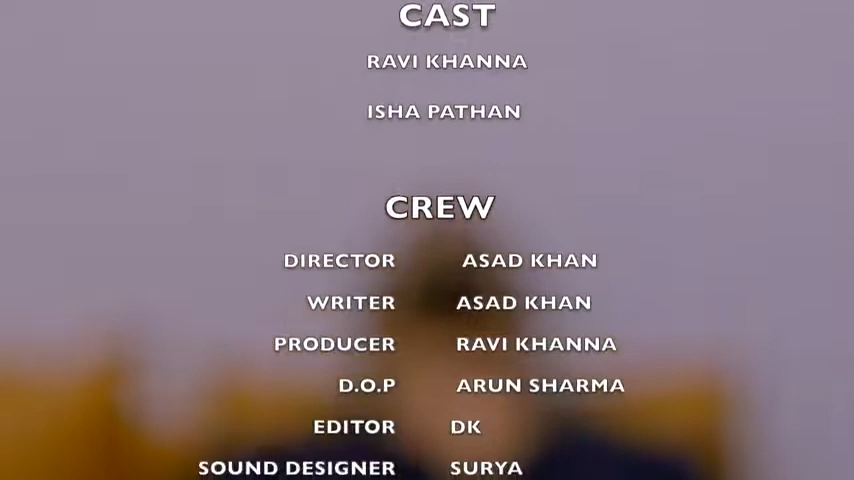 CAST
RAVI KHANNA
ISHA PATHAN
CREW
DIRECTOR ASAD KHAN
WRITER ASAD KHAN
PRODUCER RAVI KHANNA
D.O.P ARUN SHARMA
EDITOR DK
SOUND DESIGNER SURYA